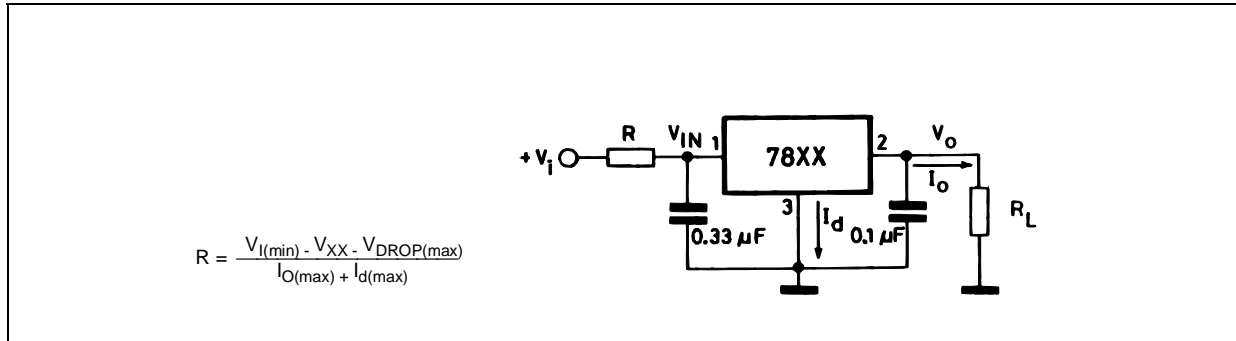 R = V_I(min) - V_XX - V_DROP(max)
I_O(max) + I_d(max)
+ V_i
R
V_IN
1
78XX
2
V_o
I_o
3
I_d
0.33 µF
0.1 µF
R_L